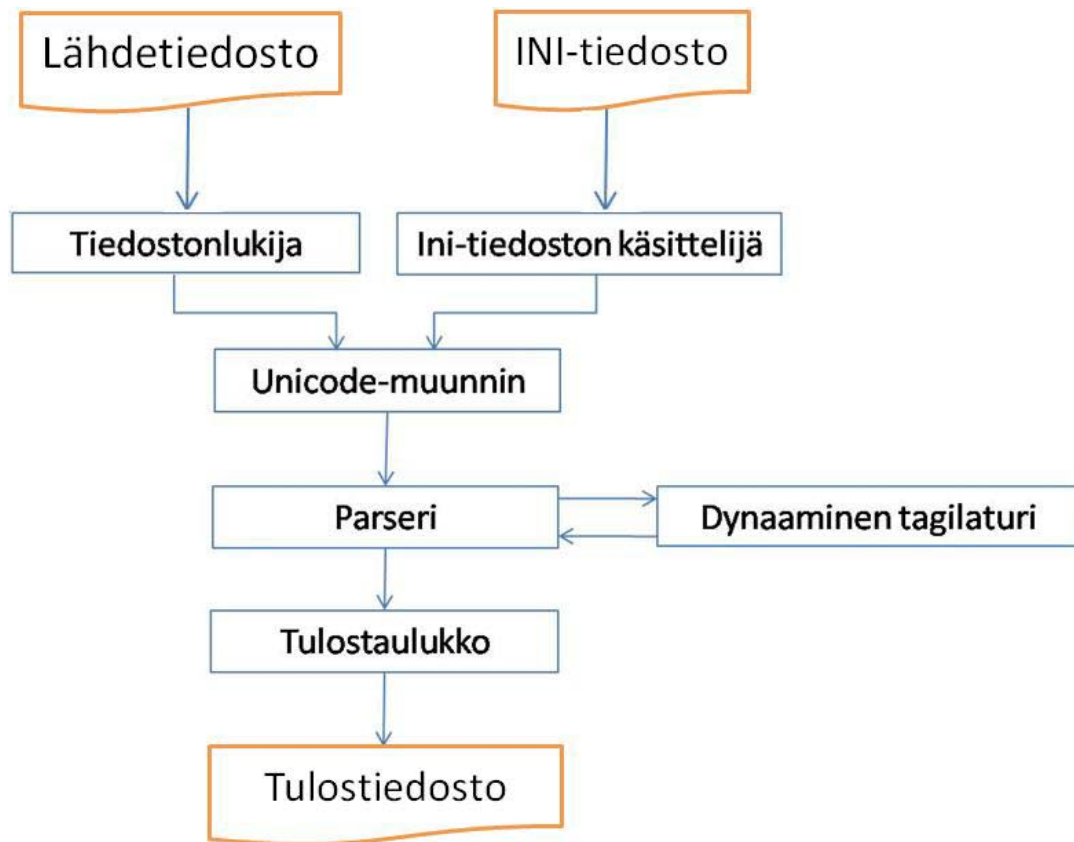 Lähdetiedosto
INI-tiedosto
Tiedostonlukija
Ini-tiedoston käsittelijä
Unicode-muunnin
Parseri
Dynaaminen tagilaturi
Tulostaulukko
Tulostiedosto